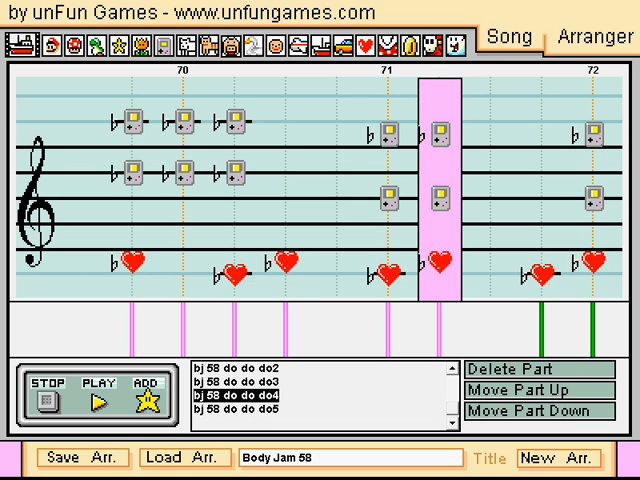 by unFun Games - www.unfungames.com
Song Arranger
70 71 72
STOP PLAY ADD
bj 58 do do do2
bj 58 do do do3
bj 58 do do do4
bj 58 do do do5
Delete Part
Move Part Up
Move Part Down
Save Arr. Load Arr. Body Jam 58 Title New Arr.